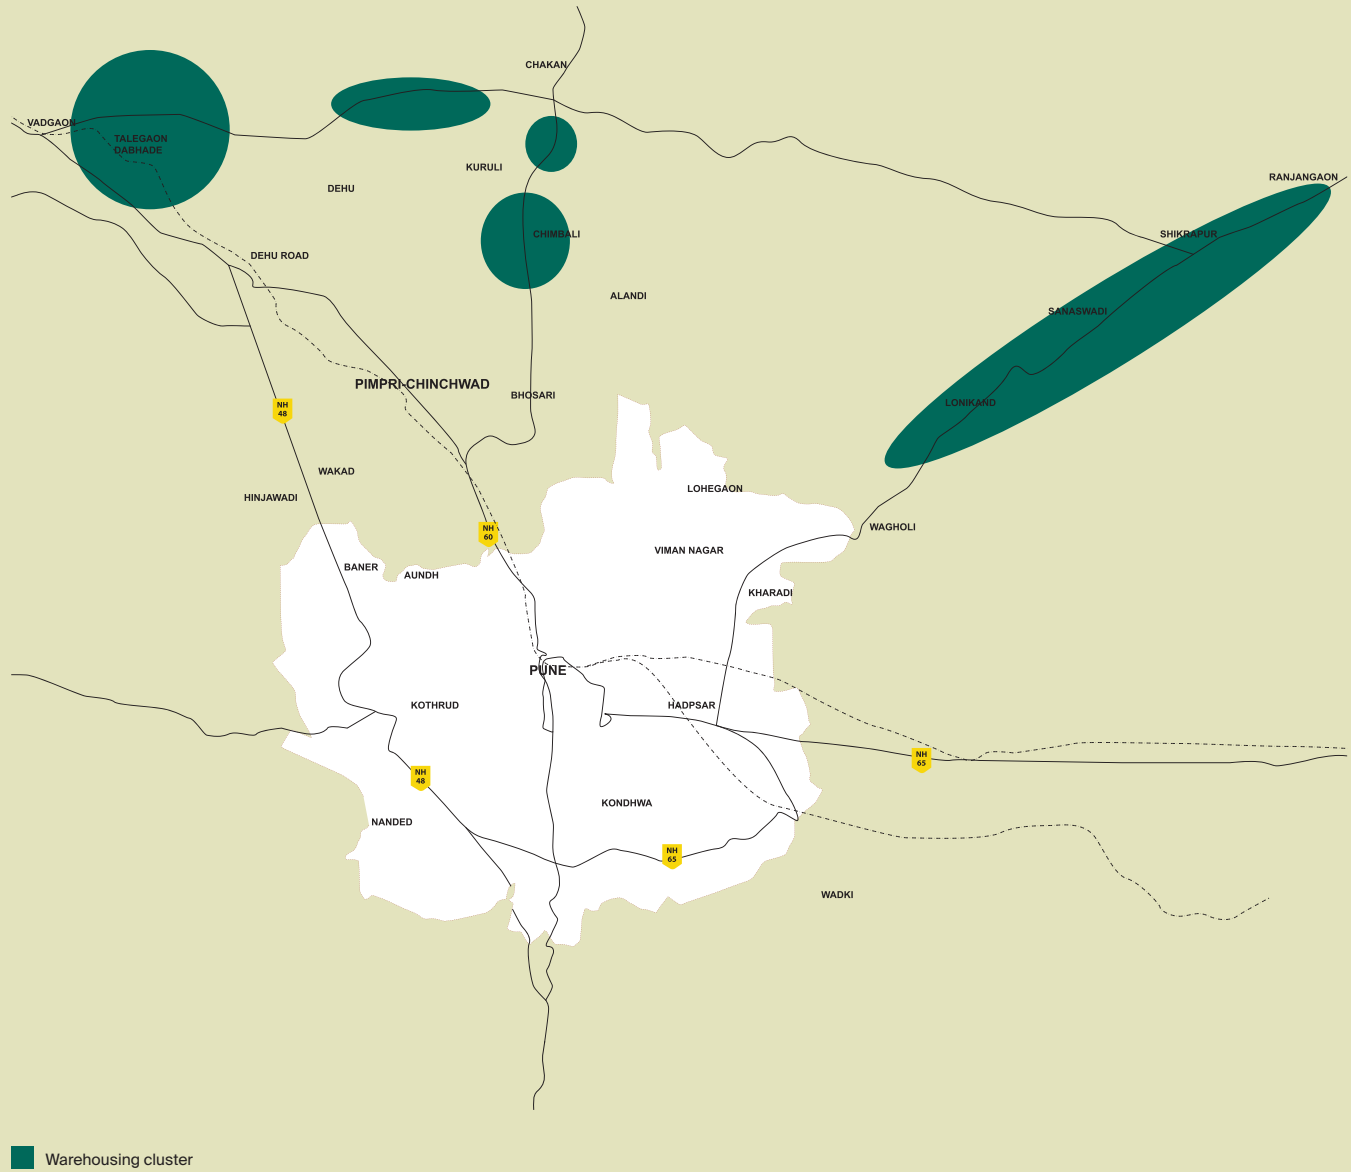 CHAKAN
VADGAON
TALEGAON
DABHADE
KURULI
RANJANGAON
DEHU
CHIMBALI
SHIKRAPUR
DEHU ROAD
ALANDI
SANASWADI
PIMPRI-CHINCHWAD
BHOSARI
LONIKAND
NH
48
WAKAD
HINJAWADI
LOHEGAON
WAGHOLI
NH
60
VIMAN NAGAR
BANER
AUNDH
KHARADI
PUNE
KOTHRUD
HADPSAR
NH
65
NH
48
KONDHWA
NANDED
NH
65
WADKI
Warehousing cluster